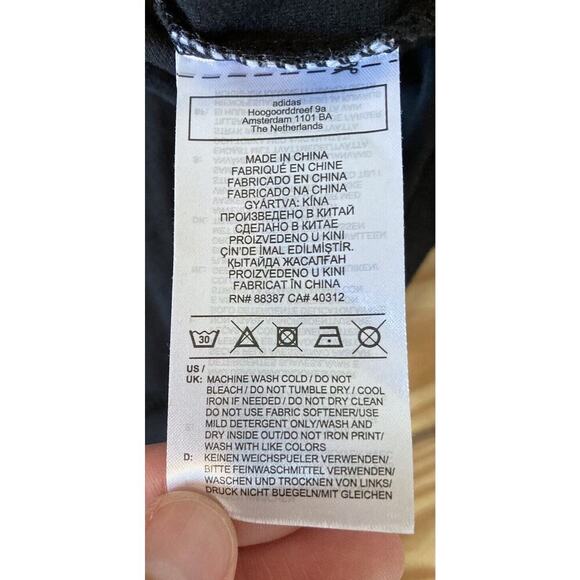 adidas
Hoogoorddreef 9a
Amsterdam 1101 BA
The Netherlands
MADE IN CHINA
FABRIQUÉ EN CHINE
FABRICADO EN CHINA
FABRICADO NA CHINA
GYÁRTVA: KÍNA
ПРОИЗВЕДЕНО В КИТАЙ
СДЕЛАНО В КИТАЕ
PROIZVEDENO U KINI
ÇİN'DE İMAL EDİLMİŞTİR.
ҚЫТАЙДА ЖАСАЛҒАН
PROIZVEDENO U KINI
FABRICAT ÎN CHINA
RN# 88387 CA# 40312
30
US /
UK: MACHINE WASH COLD / DO NOT
BLEACH / DO NOT TUMBLE DRY / COOL
IRON IF NEEDED / DO NOT DRY CLEAN
DO NOT USE FABRIC SOFTENER/USE
MILD DETERGENT ONLY/WASH AND
DRY INSIDE OUT/DO NOT IRON PRINT/
WASH WITH LIKE COLORS
D: KEINEN WEICHSPUELER VERWENDEN/
BITTE FEINWASCHMITTEL VERWENDEN/
WASCHEN UND TROCKNEN VON LINKS/
DRUCK NICHT BUEGELN/MIT GLEICHEN